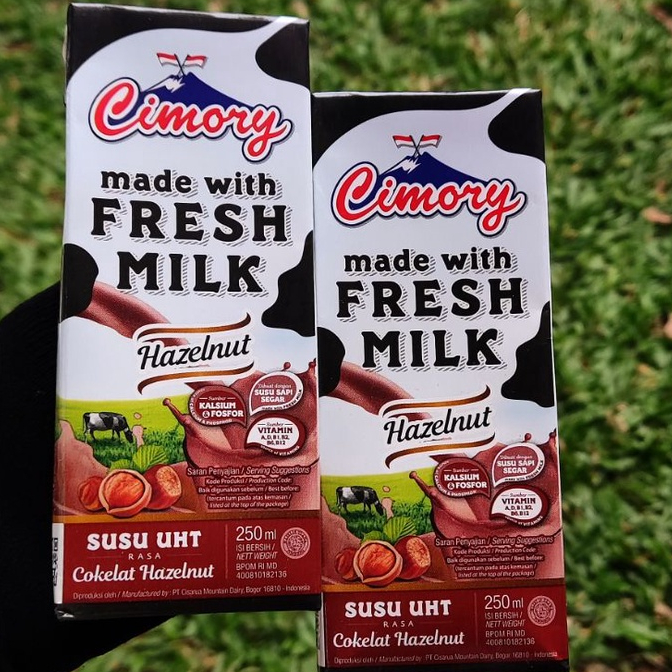 Cimory
made with
FRESH
MILK
Hazelnut
Sumber
KALSIUM
& FOSFOR
Dibuat dengan
SUSU SAPI
SEGAR
Sumber
VITAMIN
A, D, B1, B2,
B6, B12
Saran Penyajian / Serving Suggestions
Kode Produksi / Production Code:
Baik digunakan sebelum / Best before:
(tercantum pada atas kemasan /
listed at the top of the package)
SUSU UHT
RASA
Cokelat Hazelnut
250 ml
ISI BERSIH /
NETT WEIGHT
BPOM RI MD
400810182136
Diproduksi oleh / Manufactured by: PT Cisarua Mountain Dairy, Bogor 16810 - Indonesia
Cimory
made with
FRESH
MILK
Hazelnut
Sumber
KALSIUM
& FOSFOR
Dibuat dengan
SUSU SAPI
SEGAR
Sumber
VITAMIN
A, D, B1, B2,
B6, B12
Saran Penyajian / Serving Suggestions
Kode Produksi / Production Code:
Baik digunakan sebelum / Best before:
(tercantum pada atas kemasan /
listed at the top of the package)
SUSU UHT
RASA
Cokelat Hazelnut
250 ml
ISI BERSIH /
NETT WEIGHT
BPOM RI MD
400810182136
Diproduksi oleh / Manufactured by: PT Cisarua Mountain Dairy, Bogor 16810 - Indonesia